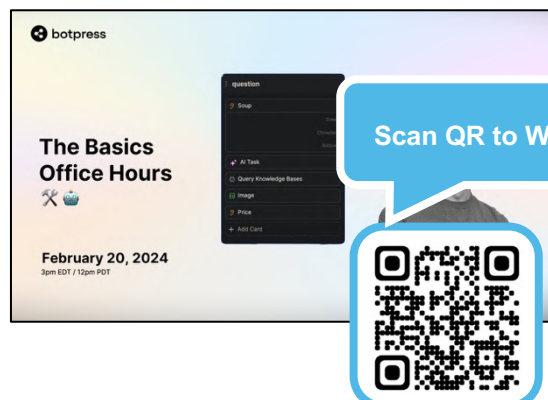 botpress
question
Soup
AI Task
Query Knowledge Bases
Image
Price
+ Add Card
The Basics
Office Hours
🛠️🤖
February 20, 2024
3pm EDT / 12pm PDT
Scan QR to W